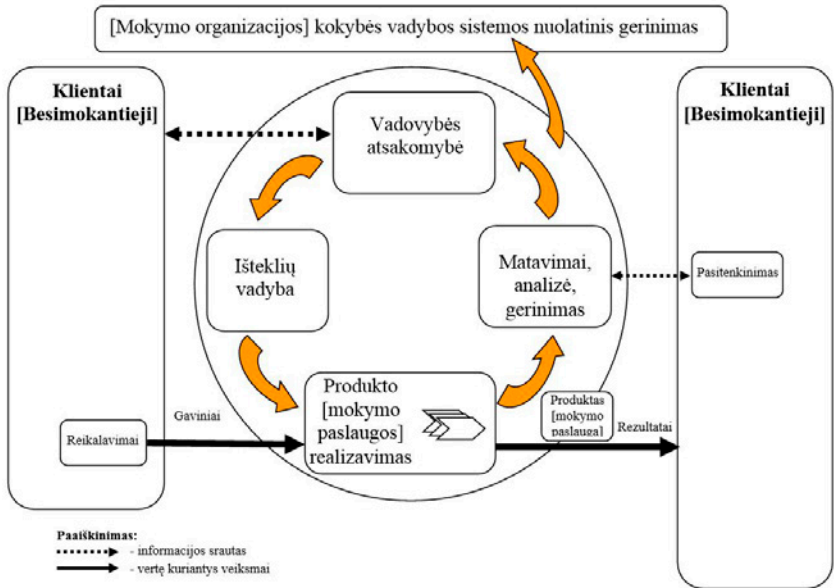 [Mokymo organizacijos] kokybės vadybos sistemos nuolatinis gerinimas
Klientai
[Besimokantieji]
Klientai
[Besimokantieji]
Vadovybės
atsakomybė
Išteklių
vadyba
Matavimai,
analizė,
gerinimas
Pasitenkinimas
Produkto
[mokymo
paslaugos]
realizavimas
Reikalavimai
Gaviniai
Produktas
[mokymo
paslauga]
Rezultatai
Paaiškinimas:
- informacijos srautas
- vertę kuriantys veiksmai